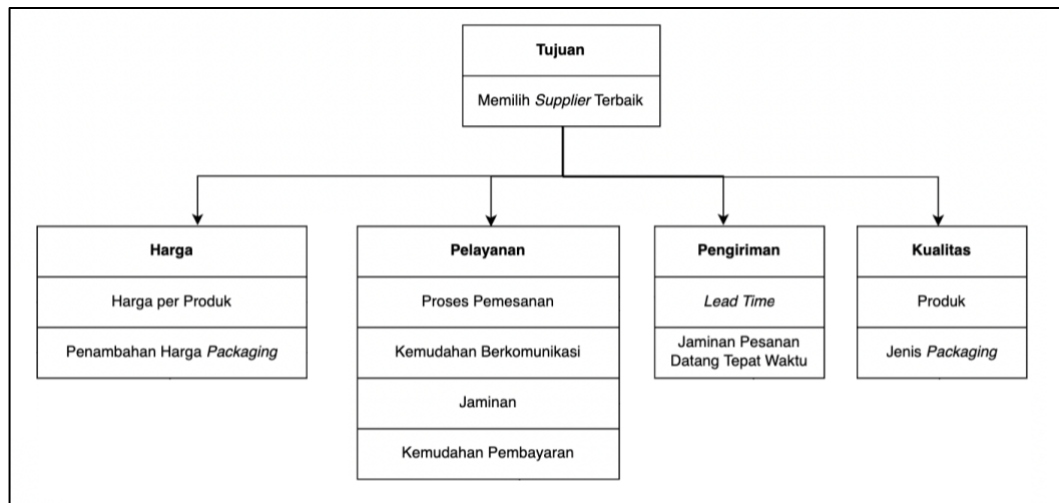 Tujuan
Memilih Supplier Terbaik
Harga
Harga per Produk
Penambahan Harga Packaging
Pelayanan
Proses Pemesanan
Kemudahan Berkomunikasi
Jaminan
Kemudahan Pembayaran
Pengiriman
Lead Time
Jaminan Pesanan
Datang Tepat Waktu
Kualitas
Produk
Jenis Packaging